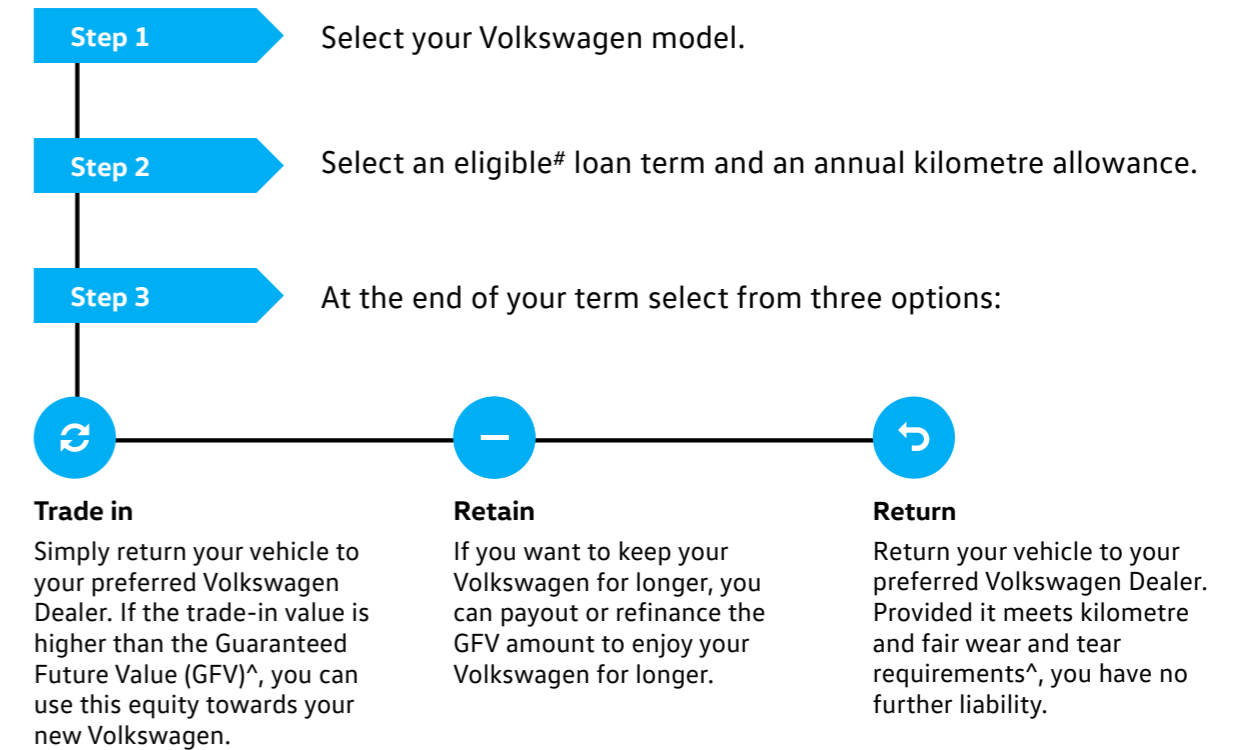 Step 1
Select your Volkswagen model.
Step 2
Select an eligible# loan term and an annual kilometre allowance.
Step 3
At the end of your term select from three options:
Trade in
Simply return your vehicle to
your preferred Volkswagen
Dealer. If the trade-in value is
higher than the Guaranteed
Future Value (GFV)^, you can
use this equity towards your
new Volkswagen.
Retain
If you want to keep your
Volkswagen for longer, you
can payout or refinance the
GFV amount to enjoy your
Volkswagen for longer.
Return
Return your vehicle to your
preferred Volkswagen Dealer.
Provided it meets kilometre
and fair wear and tear
requirements^, you have no
further liability.